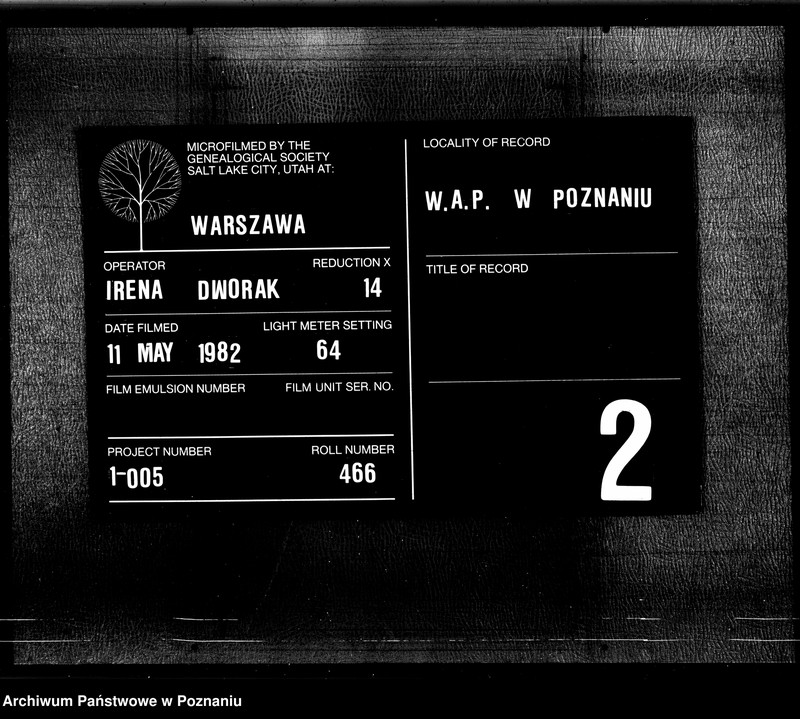 MICROFILMED BY THE
GENEALOGICAL SOCIETY
SALT LAKE CITY, UTAH AT:
WARSZAWA
OPERATOR REDUCTION X
IRENA DWORAK 14
DATE FILMED LIGHT METER SETTING
11 MAY 1982 64
FILM EMULSION NUMBER FILM UNIT SER. NO.
PROJECT NUMBER ROLL NUMBER
1-005 466
LOCALITY OF RECORD
W.A.P. W POZNANIU
TITLE OF RECORD
2
Archiwum Państwowe w Poznaniu